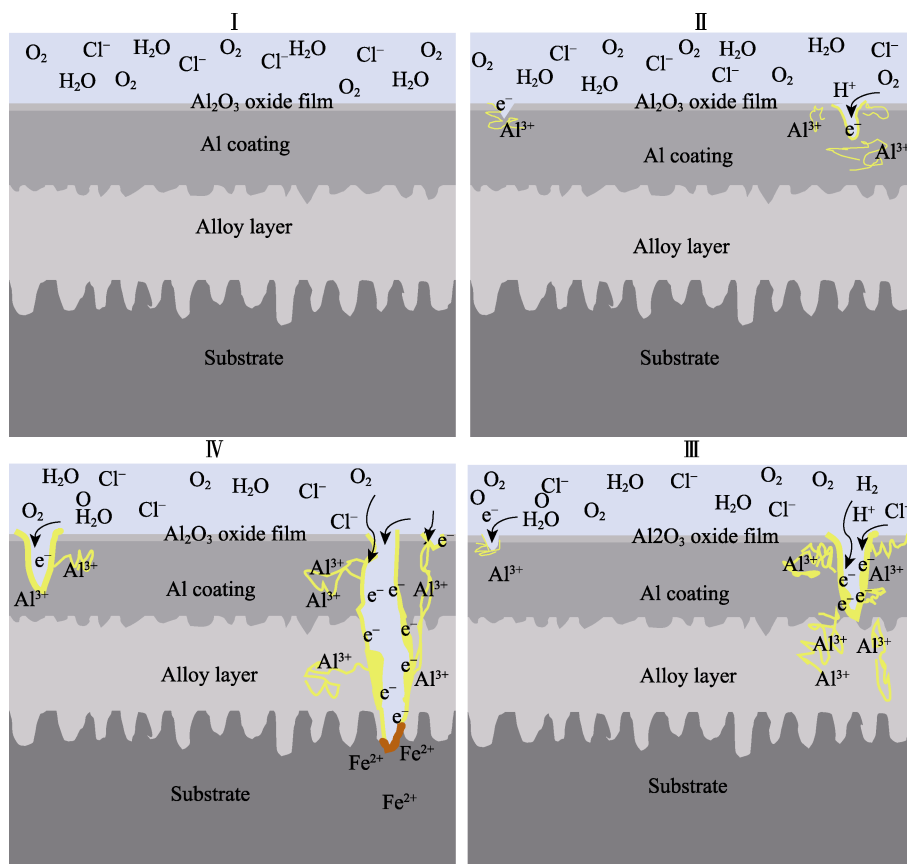 Ⅰ
O₂ Cl⁻ H₂O O₂ H₂O Cl⁻ O₂
H₂O O₂ Cl⁻ Cl⁻ O₂ H₂O
Al₂O₃ oxide film
Al coating
Alloy layer
Substrate
Ⅱ
O₂ H₂O O₂ Cl⁻ O₂ H₂O Cl⁻ O₂ H₂O Cl⁻ O₂
e⁻ Al₂O₃ oxide film H⁺
Al³⁺ Al³⁺ e⁻
Al coating Al³⁺
Alloy layer
Substrate
Ⅳ
H₂O Cl⁻ O₂ H₂O Cl⁻ O₂
O₂ O H₂O Cl⁻ Cl⁻
Al₂O₃ oxide film e⁻
e⁻ Al³⁺ Al³⁺
Al³⁺ Al coating Al³⁺ e⁻ e⁻ Al³⁺
e⁻ e⁻
Alloy layer Al³⁺ e⁻ Al³⁺
e⁻
e⁻
Fe²⁺ Fe²⁺
Substrate Fe²⁺
Ⅲ
O O Cl⁻ H₂O Cl⁻ O₂ O₂ H₂
e⁻ H₂O O₂ H₂O H⁺ Cl⁻
Al2O₃ oxide film
Al³⁺ Al³⁺ e⁻ e⁻ Al³⁺
Al coating e⁻ e⁻ e⁻
Al³⁺ Al³⁺
Alloy layer Al³⁺
Substrate